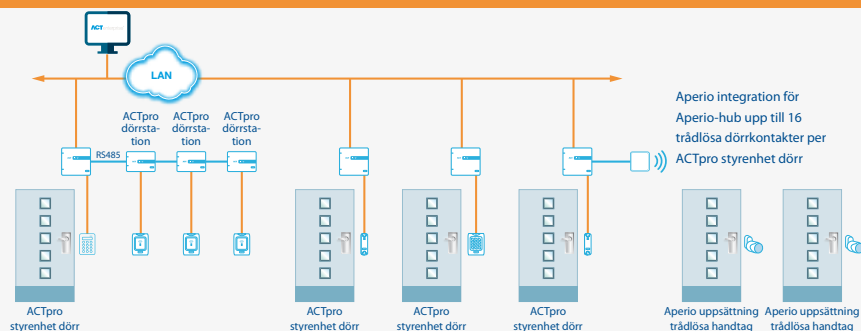 ACT
LAN
ACTpro
dörrsta-
tion
ACTpro
dörrsta-
tion
ACTpro
dörrsta-
tion
RS485
Aperio integration för
Aperio-hub upp till 16
trådlösa dörrkontakter per
ACTpro styrenhet dörr
ACTpro
styrenhet dörr
ACTpro
styrenhet dörr
ACTpro
styrenhet dörr
ACTpro
styrenhet dörr
Aperio uppsättning
trådlösa handtag
Aperio uppsättning
trådlösa handtag